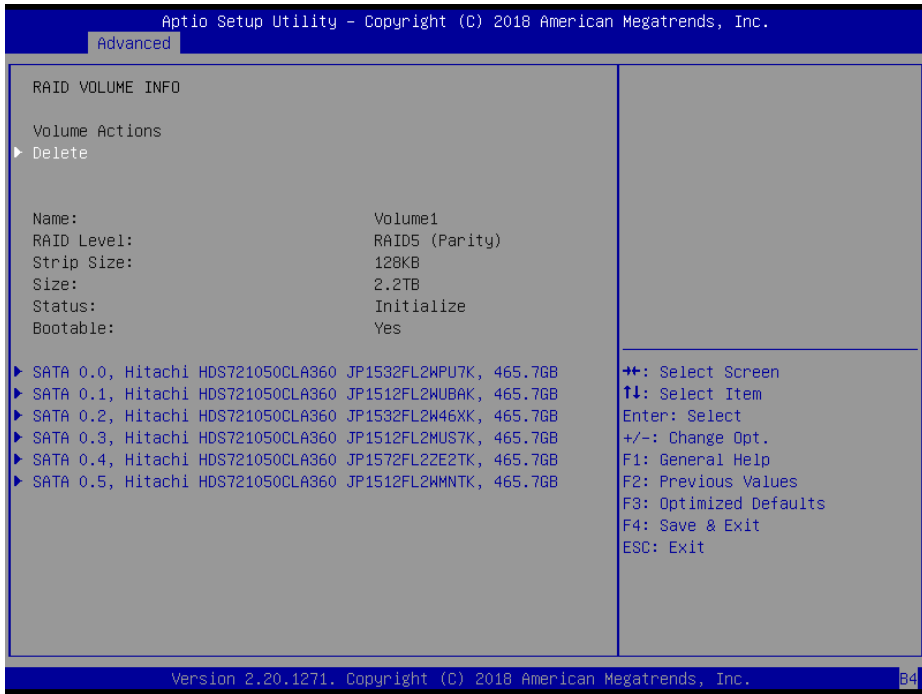 Aptio Setup Utility – Copyright (C) 2018 American Megatrends, Inc.
Advanced
RAID VOLUME INFO
Volume Actions
Delete
Name: Volume1
RAID Level: RAID5 (Parity)
Strip Size: 128KB
Size: 2.2TB
Status: Initialize
Bootable: Yes
SATA 0.0, Hitachi HDS721050CLA360 JP1532FL2WPU7K, 465.7GB
SATA 0.1, Hitachi HDS721050CLA360 JP1512FL2WUBAK, 465.7GB
SATA 0.2, Hitachi HDS721050CLA360 JP1532FL2W46XK, 465.7GB
SATA 0.3, Hitachi HDS721050CLA360 JP1512FL2MUS7K, 465.7GB
SATA 0.4, Hitachi HDS721050CLA360 JP1572FL2ZE2TK, 465.7GB
SATA 0.5, Hitachi HDS721050CLA360 JP1512FL2WMNTK, 465.7GB
→←: Select Screen
↑↓: Select Item
Enter: Select
+/-: Change Opt.
F1: General Help
F2: Previous Values
F3: Optimized Defaults
F4: Save & Exit
ESC: Exit
Version 2.20.1271. Copyright (C) 2018 American Megatrends, Inc.
B4